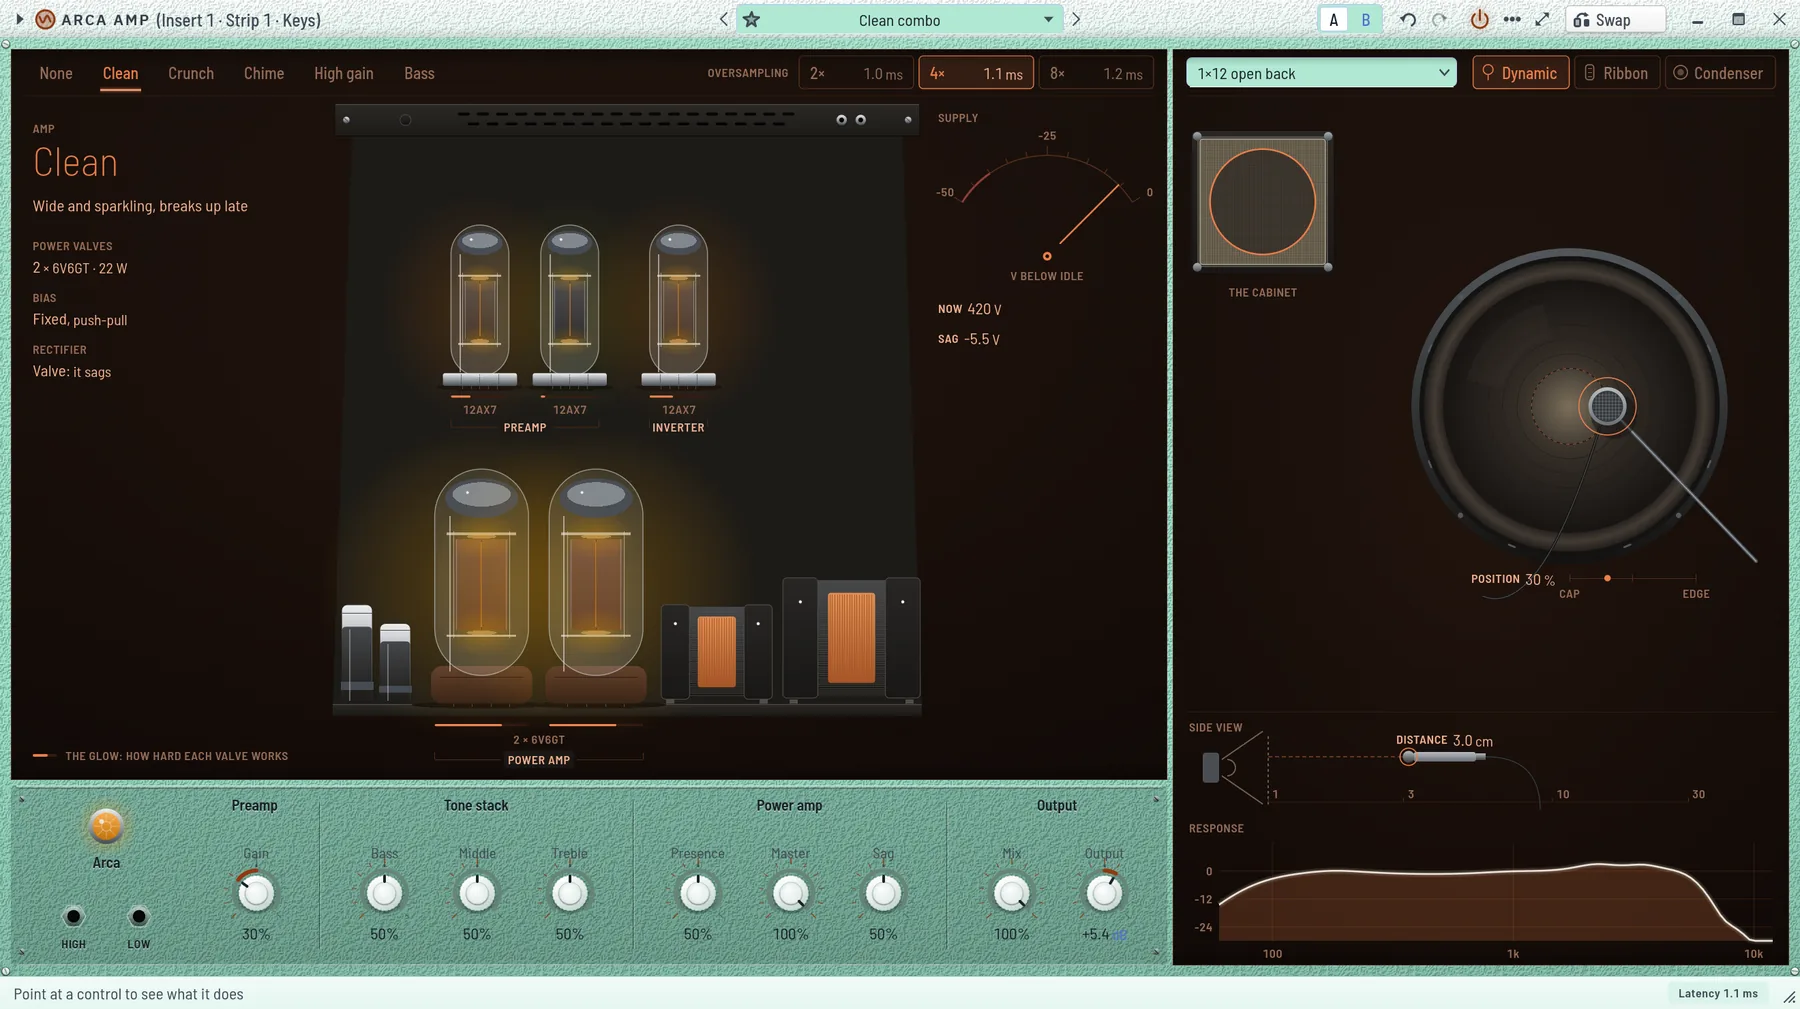 ARCA AMP (Insert 1 · Strip 1 · Keys)
Clean combo
A B
Swap
None Clean Crunch Chime High gain Bass
OVERSAMPLING 2× 1.0 ms 4× 1.1 ms 8× 1.2 ms
1×12 open back
Dynamic Ribbon Condenser
AMP
Clean
Wide and sparkling, breaks up late
POWER VALVES
2 × 6V6GT · 22 W
BIAS
Fixed, push-pull
RECTIFIER
Valve: it sags
SUPPLY
-25
-50 0
V BELOW IDLE
NOW 420 V
SAG -5.5 V
12AX7 12AX7 12AX7
PREAMP INVERTER
2 × 6V6GT
POWER AMP
THE GLOW: HOW HARD EACH VALVE WORKS
THE CABINET
POSITION 30 %
CAP EDGE
SIDE VIEW
DISTANCE 3.0 cm
1 3 10 30
RESPONSE
0
-12
-24
100 1k 10k
Arca
HIGH LOW
Preamp Tone stack Power amp Output
Gain Bass Middle Treble Presence Master Sag Mix Output
30% 50% 50% 50% 50% 100% 50% 100% +5.4 dB
Point at a control to see what it does
Latency 1.1 ms